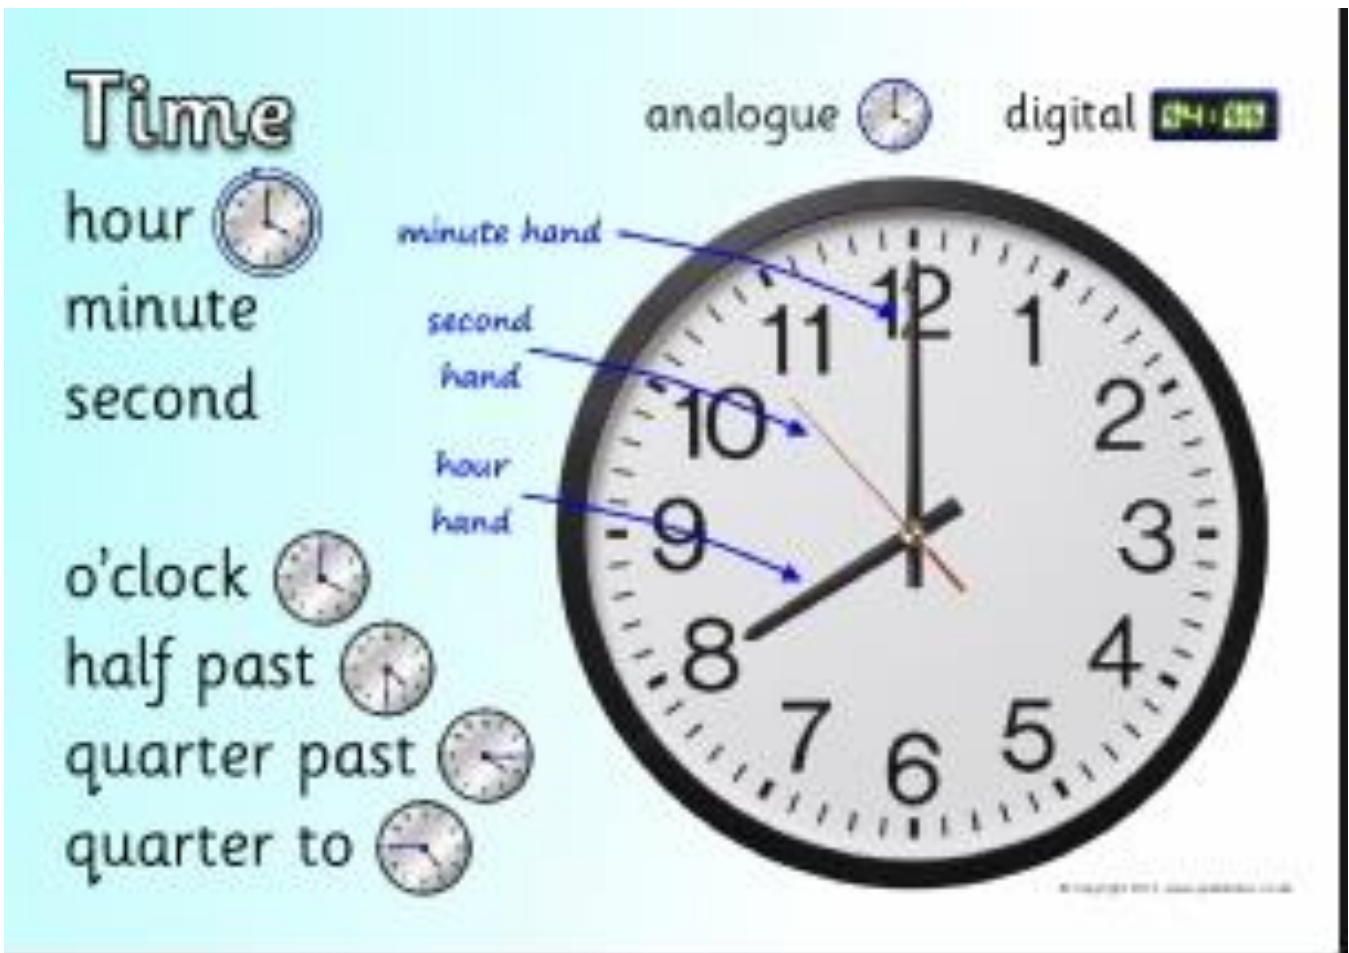 Time
analogue
digital 04:00
hour
minute
second
minute hand
second
hand
hour
hand
o'clock
half past
quarter past
quarter to
12
1
2
3
4
5
6
7
8
9
10
11